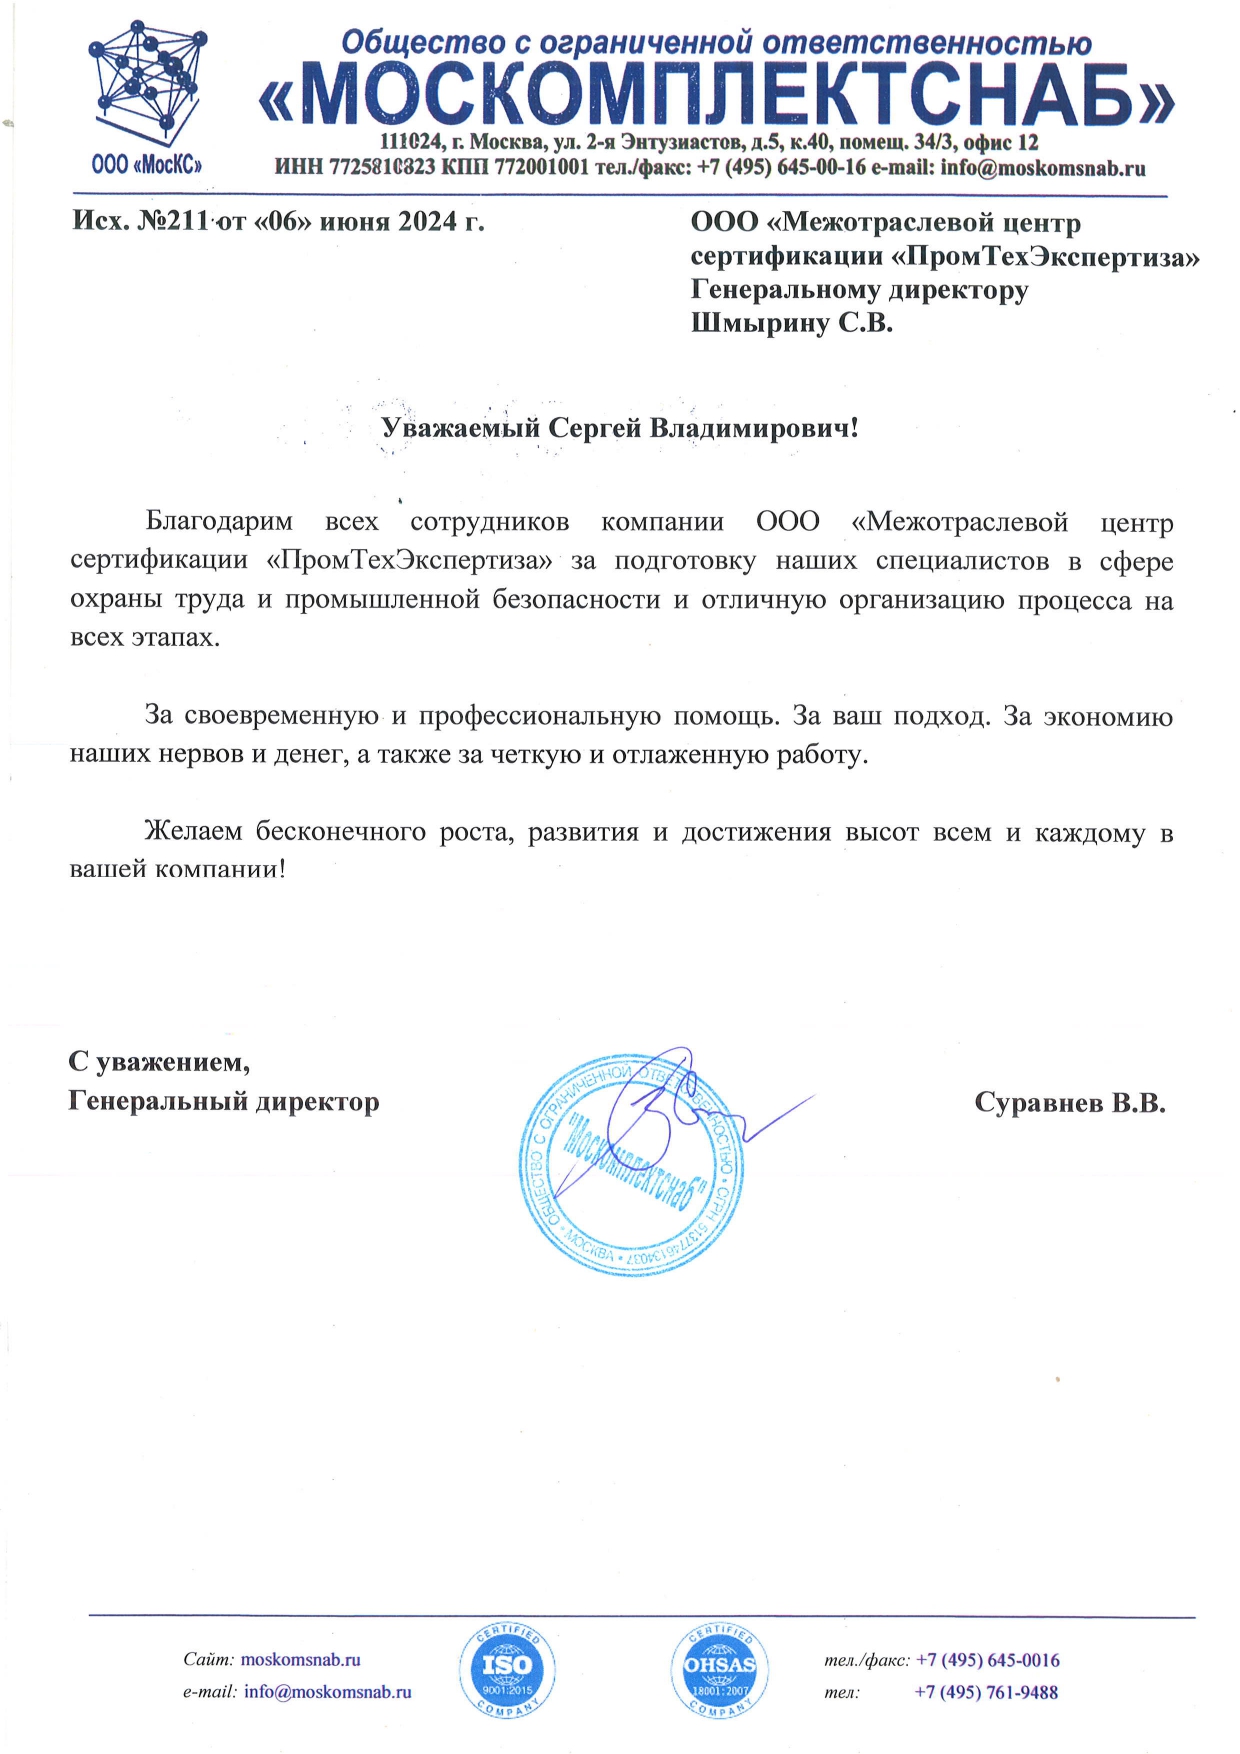 Общество с ограниченной ответственностью
«МОСКОМПЛЕКТСНАБ»
111024, г. Москва, ул. 2-я Энтузиастов, д.5, к.40, помещ. 34/3, офис 12
ООО «МосКС»
ИНН 7725810823 КПП 772001001 тел./факс: +7 (495) 645-00-16 e-mail: info@moskomsnab.ru
Исх. №211 от «06» июня 2024 г.
ООО «Межотраслевой центр
сертификации «ПромТехЭкспертиза»
Генеральному директору
Шмырину С.В.
Уважаемый Сергей Владимирович!
Благодарим всех сотрудников компании ООО «Межотраслевой центр
сертификации «ПромТехЭкспертиза» за подготовку наших специалистов в сфере
охраны труда и промышленной безопасности и отличную организацию процесса на
всех этапах.
За своевременную и профессиональную помощь. За ваш подход. За экономию
наших нервов и денег, а также за четкую и отлаженную работу.
Желаем бесконечного роста, развития и достижения высот всем и каждому в
вашей компании!
С уважением,
Генеральный директор
Суравнев В.В.
ОБЩЕСТВО С ОГРАНИЧЕННОЙ ОТВЕТСТВЕННОСТЬЮ • ОГРН 5137746134037 • МОСКВА •
"Москомплектснаб"
Сайт: moskomsnab.ru
e-mail: info@moskomsnab.ru
CERTIFIED
ISO
9001:2015
COMPANY
CERTIFIED
OHSAS
18001:2007
COMPANY
тел./факс: +7 (495) 645-0016
тел: +7 (495) 761-9488